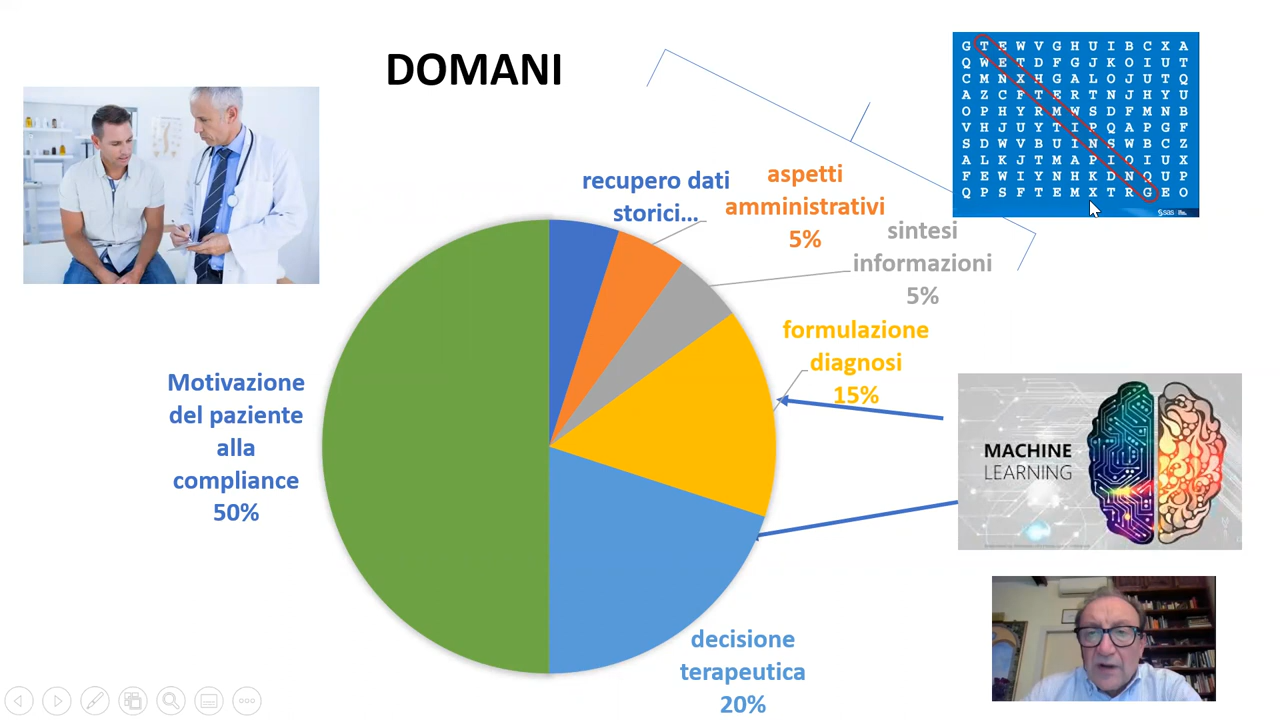 DOMANI
G T E W V G H U I B C X A
Q W E T D F G J K O I U T
C M N X H G A L O J U T Q
A Z C F T E R T N J H Y U
O P H Y R M W S D F M N B
V H J U Y T I P Q A P G F
S D W V B U I N S W B C Z
A L K J T M A P I O I U X
F E W I Y N H K D N Q U P
Q P S F T E M X T R G E O
sas
recupero dati
storici…
aspetti
amministrativi
5%
sintesi
informazioni
5%
formulazione
diagnosi
15%
Motivazione
del paziente
alla
compliance
50%
MACHINE
LEARNING
decisione
terapeutica
20%